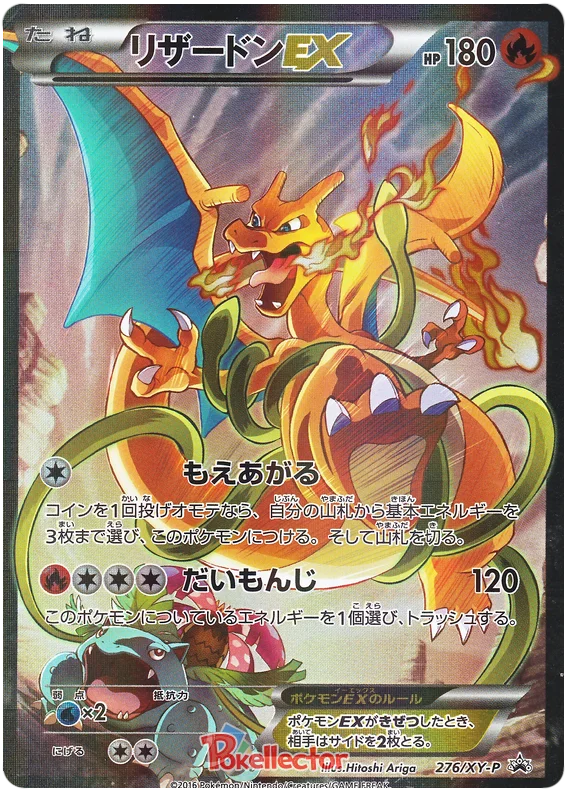 たね リザードンEX HP180
もえあがる
コインを1回投げオモテなら、自分の山札から基本エネルギーを
3枚まで選び、このポケモンにつける。そして山札を切る。
だいもんじ 120
このポケモンについているエネルギーを1個選び、トラッシュする。
弱点 抵抗力
×2
にげる
ポケモンEXのルール
ポケモンEXがきぜつしたとき、
相手はサイドを2枚とる。
Pokellector
Illus.Hitoshi Ariga 276/XY-P
©2016 Pokémon/Nintendo/Creatures/GAME FREAK